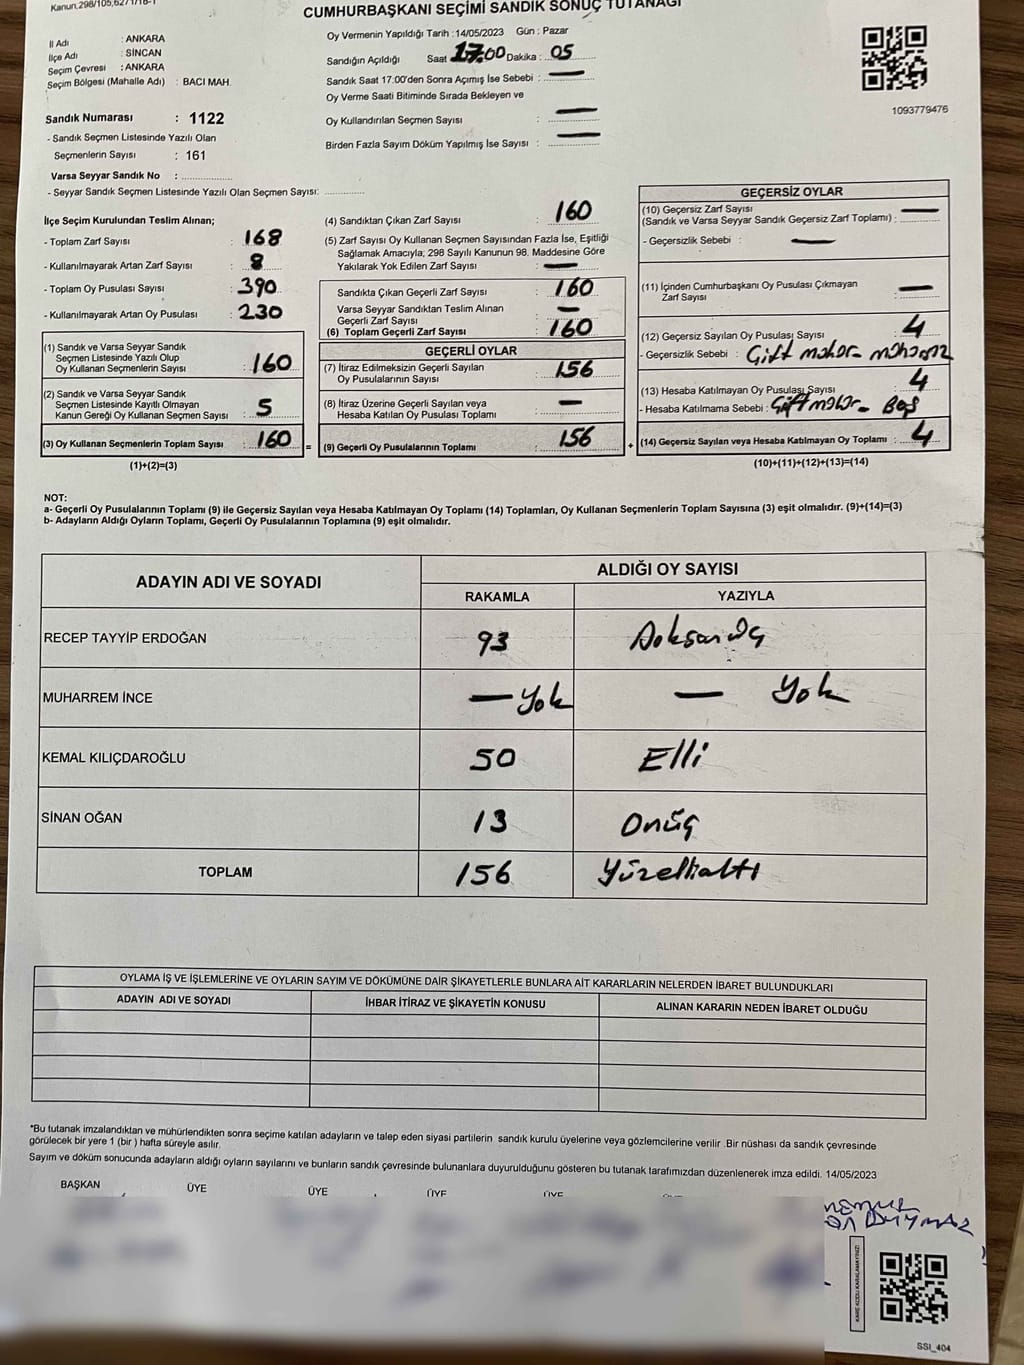 Kanun,298/105,627178-1
CUMHURBAŞKANI SEÇİMİ SANDIK SONUÇ TUTANAĞI
İl Adı : ANKARA
İlçe Adı : SİNCAN
Seçim Çevresi : ANKARA
Seçim Bölgesi (Mahalle Adı) : BACI MAH.
Sandık Numarası : 1122
- Sandık Seçmen Listesinde Yazılı Olan
Seçmenlerin Sayısı : 161
Varsa Seyyar Sandık No :
- Seyyar Sandık Seçmen Listesinde Yazılı Olan Seçmen Sayısı:
Oy Vermenin Yapıldığı Tarih :14/05/2023 Gün : Pazar
Sandığın Açıldığı Saat 17:00 Dakika : 05
Sandık Saat 17:00'den Sonra Açımış İse Sebebi : —
Oy Verme Saati Bitiminde Sırada Bekleyen ve
Oy Kullandırılan Seçmen Sayısı : —
Birden Fazla Sayım Döküm Yapılmış İse Sayısı : —
1093779476
İlçe Seçim Kurulundan Teslim Alınan;
- Toplam Zarf Sayısı : 168
- Kullanılmayarak Artan Zarf Sayısı : 8
- Toplam Oy Pusulası Sayısı : 390
- Kullanılmayarak Artan Oy Pusulası : 230
(1) Sandık ve Varsa Seyyar Sandık
Seçmen Listesinde Yazılı Olup
Oy Kullanan Seçmenlerin Sayısı : 160
(2) Sandık ve Varsa Seyyar Sandık
Seçmen Listesinde Kayıtlı Olmayan
Kanun Gereği Oy Kullanan Seçmen Sayısı : 5
(3) Oy Kullanan Seçmenlerin Toplam Sayısı : 160 =
(1)+(2)=(3)
(4) Sandıktan Çıkan Zarf Sayısı : 160
(5) Zarf Sayısı Oy Kullanan Seçmen Sayısından Fazla İse, Eşitliği
Sağlamak Amacıyla, 298 Sayılı Kanunun 98. Maddesine Göre
Yakılarak Yok Edilen Zarf Sayısı : —
Sandıkta Çıkan Geçerli Zarf Sayısı : 160
Varsa Seyyar Sandıktan Teslim Alınan
Geçerli Zarf Sayısı : —
(6) Toplam Geçerli Zarf Sayısı : 160
GEÇERLİ OYLAR
(7) İtiraz Edilmeksizin Geçerli Sayılan
Oy Pusulalarının Sayısı : 156
(8) İtiraz Üzerine Geçerli Sayılan veya
Hesaba Katılan Oy Pusulası Toplamı : —
(9) Geçerli Oy Pusulalarının Toplamı : 156 +
GEÇERSİZ OYLAR
(10) Geçersiz Zarf Sayısı —
(Sandık ve Varsa Seyyar Sandık Geçersiz Zarf Toplamı) :
- Geçersizlik Sebebi : —
(11) İçinden Cumhurbaşkanı Oy Pusulası Çıkmayan
Zarf Sayısı : —
(12) Geçersiz Sayılan Oy Pusulası Sayısı : 4
- Geçersizlik Sebebi : Çift mühür - mühürsüz
(13) Hesaba Katılmayan Oy Pusulası Sayısı 4
- Hesaba Katılmama Sebebi : Çift mühür - Boş
(14) Geçersiz Sayılan veya Hesaba Katılmayan Oy Toplamı : 4
(10)+(11)+(12)+(13)=(14)
NOT:
a- Geçerli Oy Pusulalarının Toplamı (9) ile Geçersiz Sayılan veya Hesaba Katılmayan Oy Toplamı (14) Toplamları, Oy Kullanan Seçmenlerin Toplam Sayısına (3) eşit olmalıdır. (9)+(14)=(3)
b- Adayların Aldığı Oyların Toplamı, Geçerli Oy Pusulalarının Toplamına (9) eşit olmalıdır.
ADAYIN ADI VE SOYADI
ALDIĞI OY SAYISI
RAKAMLA YAZIYLA
RECEP TAYYİP ERDOĞAN 93 Doksan Üç
MUHARREM İNCE — Yok — Yok
KEMAL KILIÇDAROĞLU 50 Elli
SİNAN OĞAN 13 Onüç
TOPLAM 156 Yüzellialtı
OYLAMA İŞ VE İŞLEMLERİNE VE OYLARIN SAYIM VE DÖKÜMÜNE DAİR ŞİKAYETLERLE BUNLARA AİT KARARLARIN NELERDEN İBARET BULUNDUKLARI
ADAYIN ADI VE SOYADI İHBAR İTİRAZ VE ŞİKAYETİN KONUSU ALINAN KARARIN NEDEN İBARET OLDUĞU
*Bu tutanak imzalandıktan ve mühürlendikten sonra seçime katılan adayların ve talep eden siyasi partilerin sandık kurulu üyelerine veya gözlemcilerine verilir .Bir nüshası da sandık çevresinde
görülecek bir yere 1 (bir ) hafta süreyle asılır.
Sayım ve döküm sonucunda adayların aldığı oyların sayılarını ve bunların sandık çevresinde bulunanlara duyurulduğunu gösteren bu tutanak tarafımızdan düzenlenerek imza edildi. 14/05/2023
BAŞKAN ÜYE ÜYE ÜYE ÜYE
DUYMAZ
KARE KODU KARALAMAYINIZ!
SSI_404